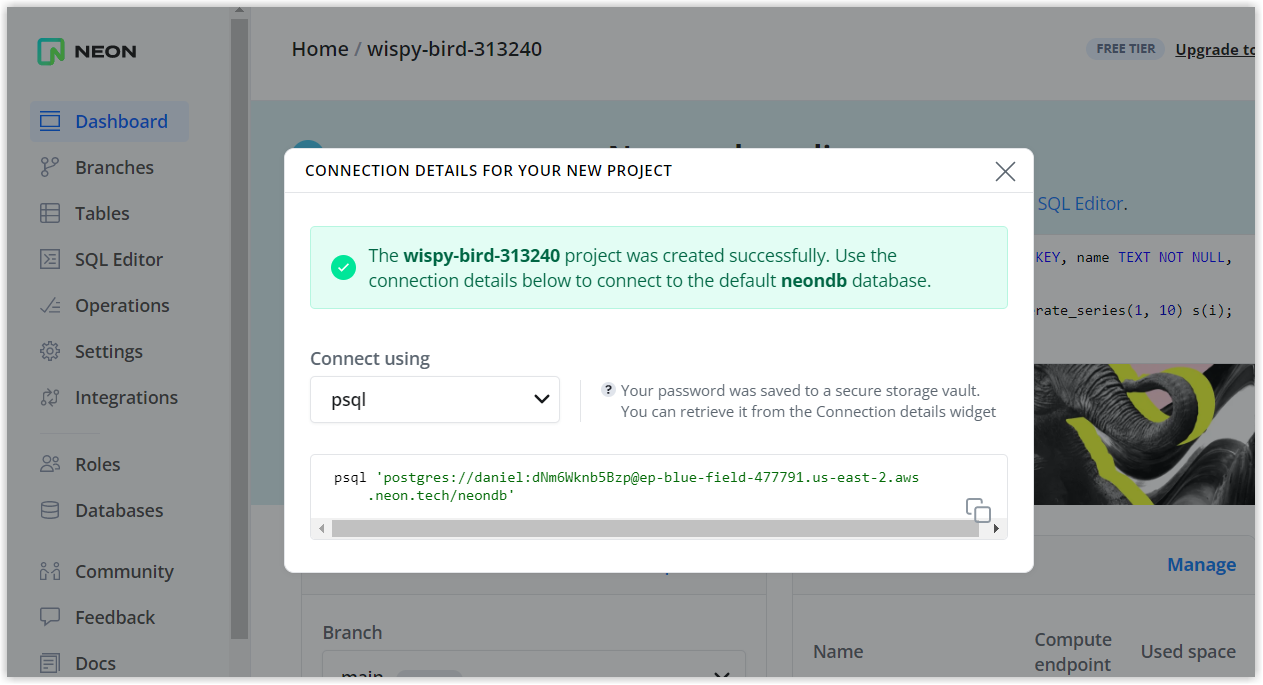 NEON
Home / wispy-bird-313240
FREE TIER
Upgrade to
Dashboard
Branches
Tables
SQL Editor
Operations
Settings
Integrations
Roles
Databases
Community
Feedback
Docs
SQL Editor.
KEY, name TEXT NOT NULL,
rate_series(1, 10) s(i);
CONNECTION DETAILS FOR YOUR NEW PROJECT
The wispy-bird-313240 project was created successfully. Use the
connection details below to connect to the default neondb database.
Connect using
psql
? Your password was saved to a secure storage vault.
You can retrieve it from the Connection details widget
psql 'postgres://daniel:dNm6Wknb5Bzp@ep-blue-field-477791.us-east-2.aws
.neon.tech/neondb'
Manage
Branch
main
Name
Compute
endpoint
Used space